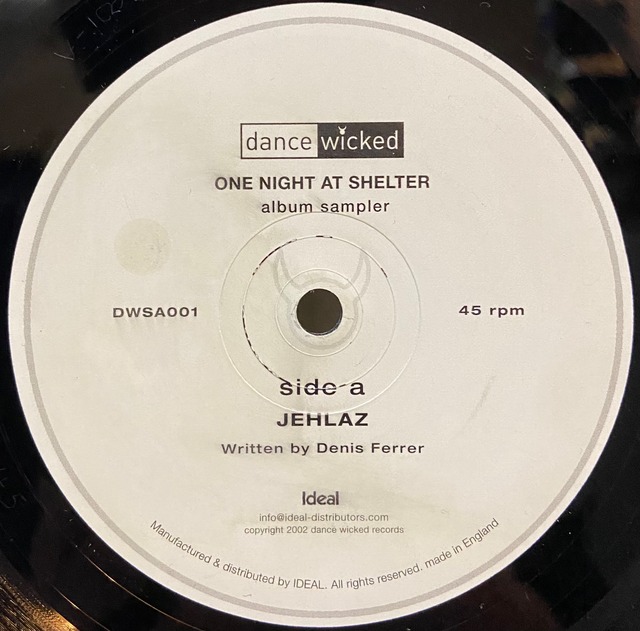 dance wicked
ONE NIGHT AT SHELTER
album sampler
DWSA001
45 rpm
side a
JEHLAZ
Written by Denis Ferrer
Ideal
info@ideal-distributors.com
copyright 2002 dance wicked records
Manufactured & distributed by IDEAL. All rights reserved. made in England